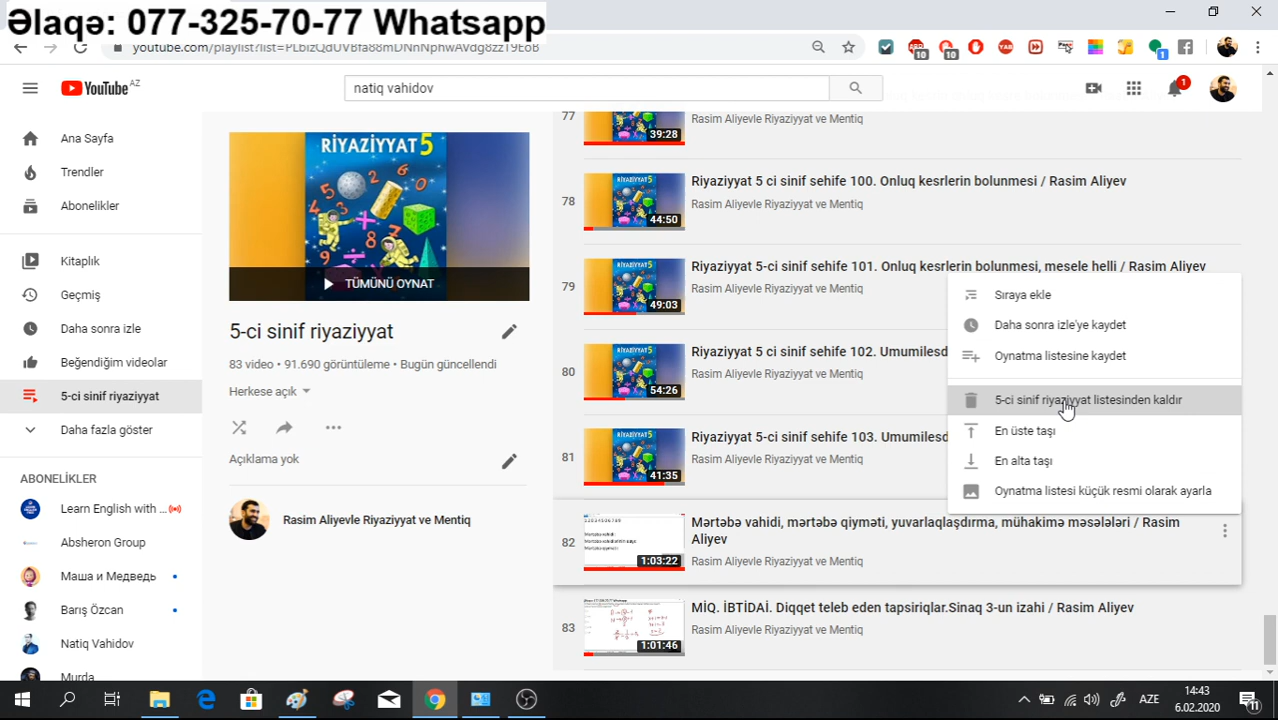 Əlaqə: 077-325-70-77 Whatsapp
youtube.com/playlist?list=PLbizQdUVBfa88mDNnNphwAVdg8zz19EoB
10
10
1
YouTube AZ
natiq vahidov
1
Ana Sayfa
Trendler
Abonelikler
Kitaplık
Geçmiş
Daha sonra izle
Beğendiğim videolar
5-ci sinif riyaziyyat
Daha fazla göster
ABONELİKLER
Learn English with ...
Absheron Group
Маша и Медведь
Barış Özcan
Natiq Vahidov
Murda
RİYAZİYYAT 5
TÜMÜNÜ OYNAT
5-ci sinif riyaziyyat
83 video • 91.690 görüntüleme • Bugün güncellendi
Herkese açık
Açıklama yok
Rasim Aliyevle Riyaziyyat ve Mentiq
77
39:28
Rasim Aliyevle Riyaziyyat ve Mentiq
78
44:50
Riyaziyyat 5 ci sinif sehife 100. Onluq kesrlerin bolunmesi / Rasim Aliyev
Rasim Aliyevle Riyaziyyat ve Mentiq
79
49:03
Riyaziyyat 5-ci sinif sehife 101. Onluq kesrlerin bolunmesi, mesele helli / Rasim Aliyev
Rasim Aliyevle Riyaziyyat ve Mentiq
80
54:26
Riyaziyyat 5 ci sinif sehife 102. Umumilesd
Rasim Aliyevle Riyaziyyat ve Mentiq
81
41:35
Riyaziyyat 5-ci sinif sehife 103. Umumilesd
Rasim Aliyevle Riyaziyyat ve Mentiq
82
1:03:22
Mərtəbə vahidi, mərtəbə qiyməti, yuvarlaqlaşdırma, mühakimə məsələləri / Rasim
Aliyev
Rasim Aliyevle Riyaziyyat ve Mentiq
83
1:01:46
MİQ. İBTİDAİ. Diqqet teleb eden tapsiriqlar.Sinaq 3-un izahi / Rasim Aliyev
Rasim Aliyevle Riyaziyyat ve Mentiq
Sıraya ekle
Daha sonra izle'ye kaydet
Oynatma listesine kaydet
5-ci sinif riyaziyyat listesinden kaldır
En üste taşı
En alta taşı
Oynatma listesi küçük resmi olarak ayarla
AZE
14:43
6.02.2020
11